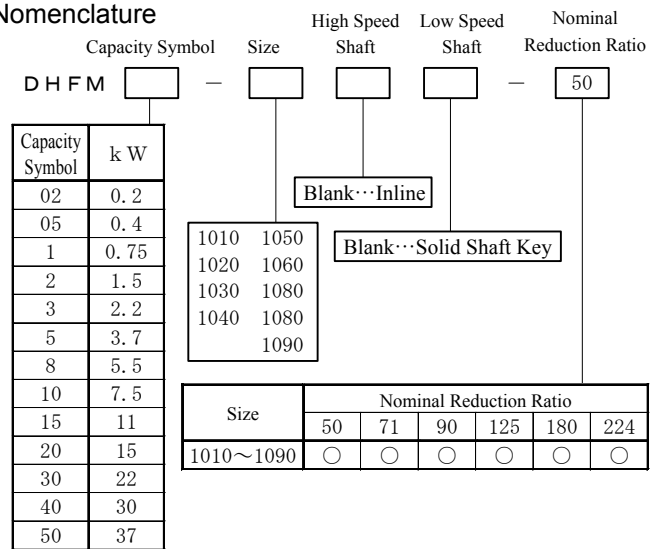 Nomenclature
Capacity Symbol Size High Speed Shaft Low Speed Shaft Nominal Reduction Ratio
DHFM － － 50
Capacity Symbol kW
02 0.2
05 0.4
1 0.75
2 1.5
3 2.2
5 3.7
8 5.5
10 7.5
15 11
20 15
30 22
40 30
50 37
Blank…Inline
Blank…Solid Shaft Key
1010 1050
1020 1060
1030 1080
1040 1080
1090
Size Nominal Reduction Ratio
50 71 90 125 180 224
1010～1090 ○ ○ ○ ○ ○ ○